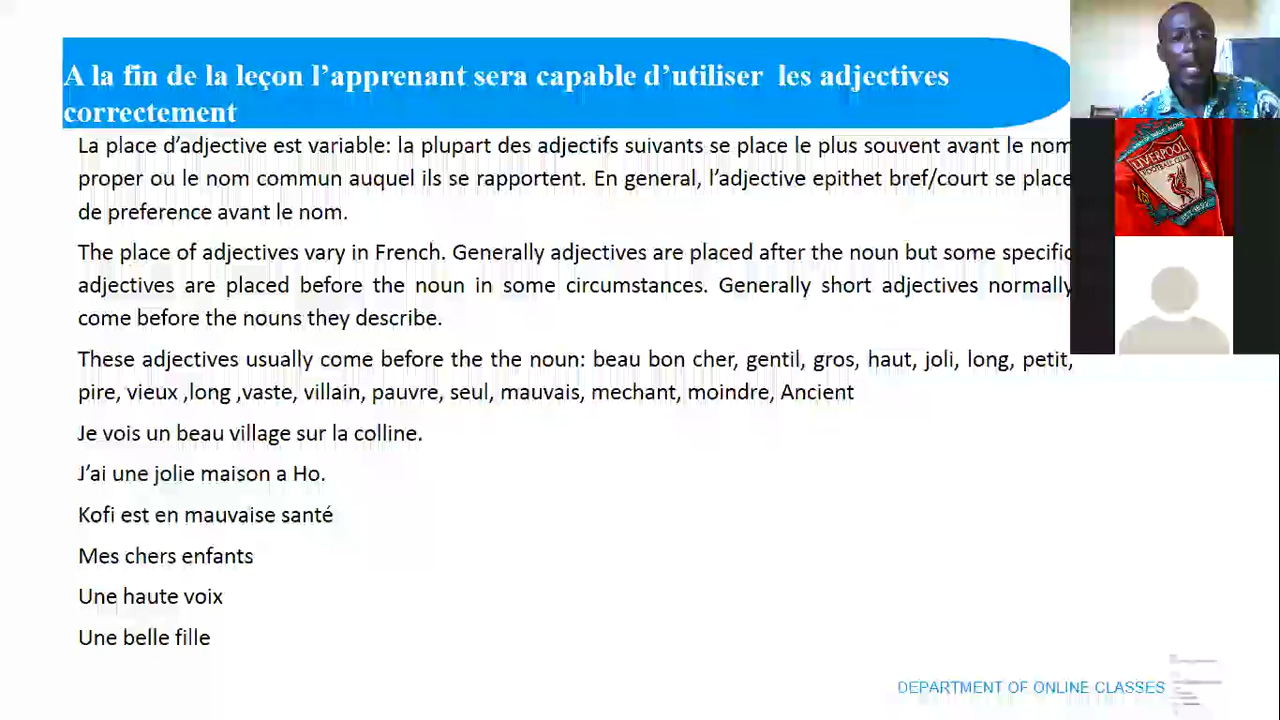 A la fin de la leçon l’apprenant sera capable d’utiliser les adjectives
correctement
La place d’adjective est variable: la plupart des adjectifs suivants se place le plus souvent avant le nom
proper ou le nom commun auquel ils se rapportent. En general, l’adjective epithet bref/court se place
de preference avant le nom.
The place of adjectives vary in French. Generally adjectives are placed after the noun but some specific
adjectives are placed before the noun in some circumstances. Generally short adjectives normally
come before the nouns they describe.
These adjectives usually come before the the noun: beau bon cher, gentil, gros, haut, joli, long, petit,
pire, vieux ,long ,vaste, villain, pauvre, seul, mauvais, mechant, moindre, Ancient
Je vois un beau village sur la colline.
J’ai une jolie maison a Ho.
Kofi est en mauvaise santé
Mes chers enfants
Une haute voix
Une belle fille
DEPARTMENT OF ONLINE CLASSES
LIVERPOOL